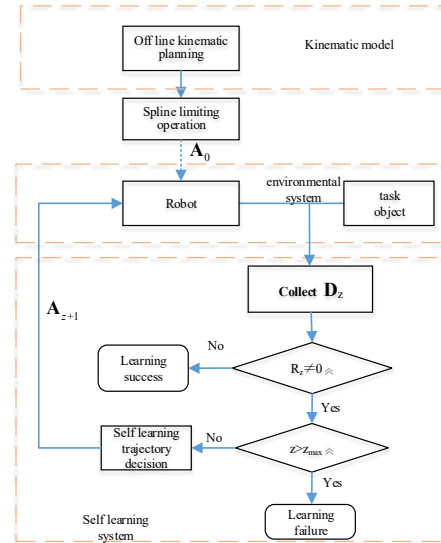 Off line kinematic
planning
Kinematic model
Spline limiting
operation
A0
Robot
environmental
system
task
object
Collect Dz
Az+1
No
Learning
success
Rz≠0
Yes
Self learning
trajectory
decision
No
z>zmax
Yes
Learning
failure
Self learning
system